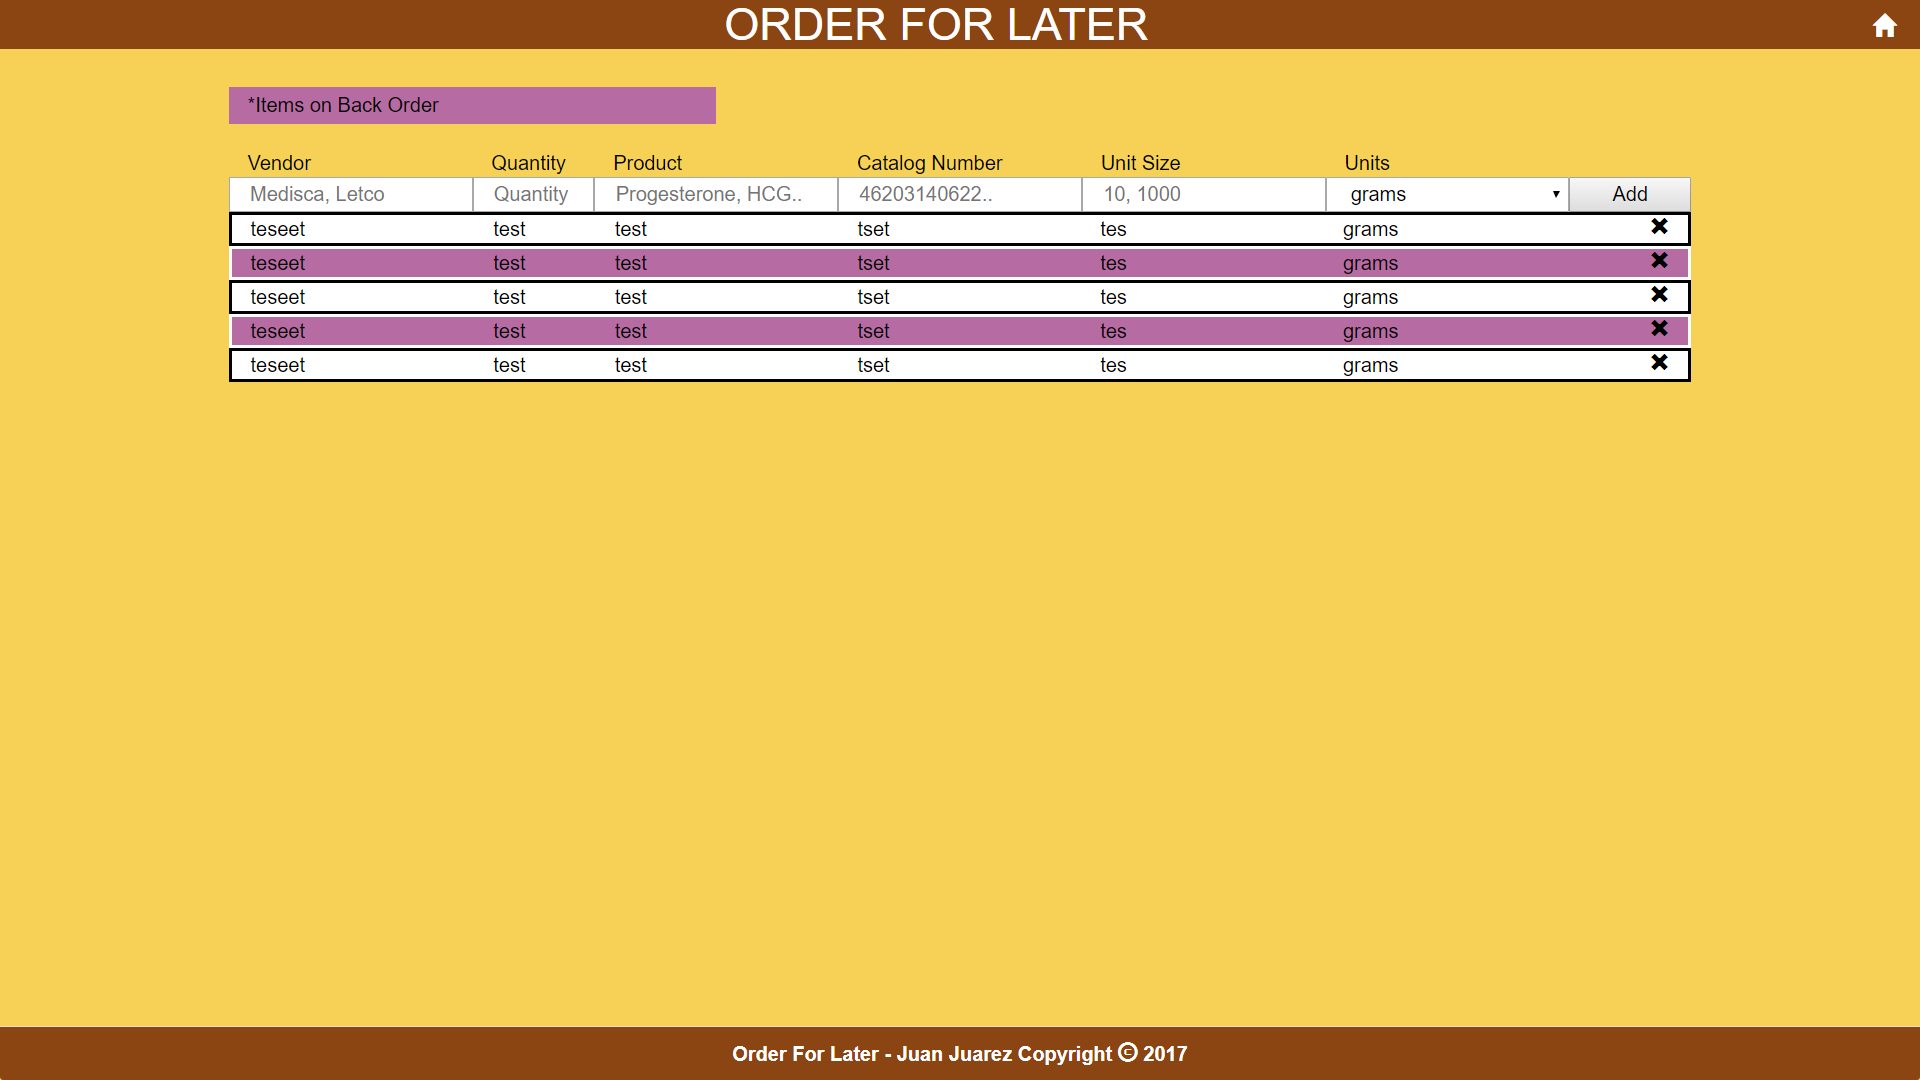 ORDER FOR LATER
*Items on Back Order
Vendor Quantity Product Catalog Number Unit Size Units
Medisca, Letco Quantity Progesterone, HCG.. 46203140622.. 10, 1000 grams Add
teseet test test tset tes grams
teseet test test tset tes grams
teseet test test tset tes grams
teseet test test tset tes grams
teseet test test tset tes grams
Order For Later - Juan Juarez Copyright © 2017